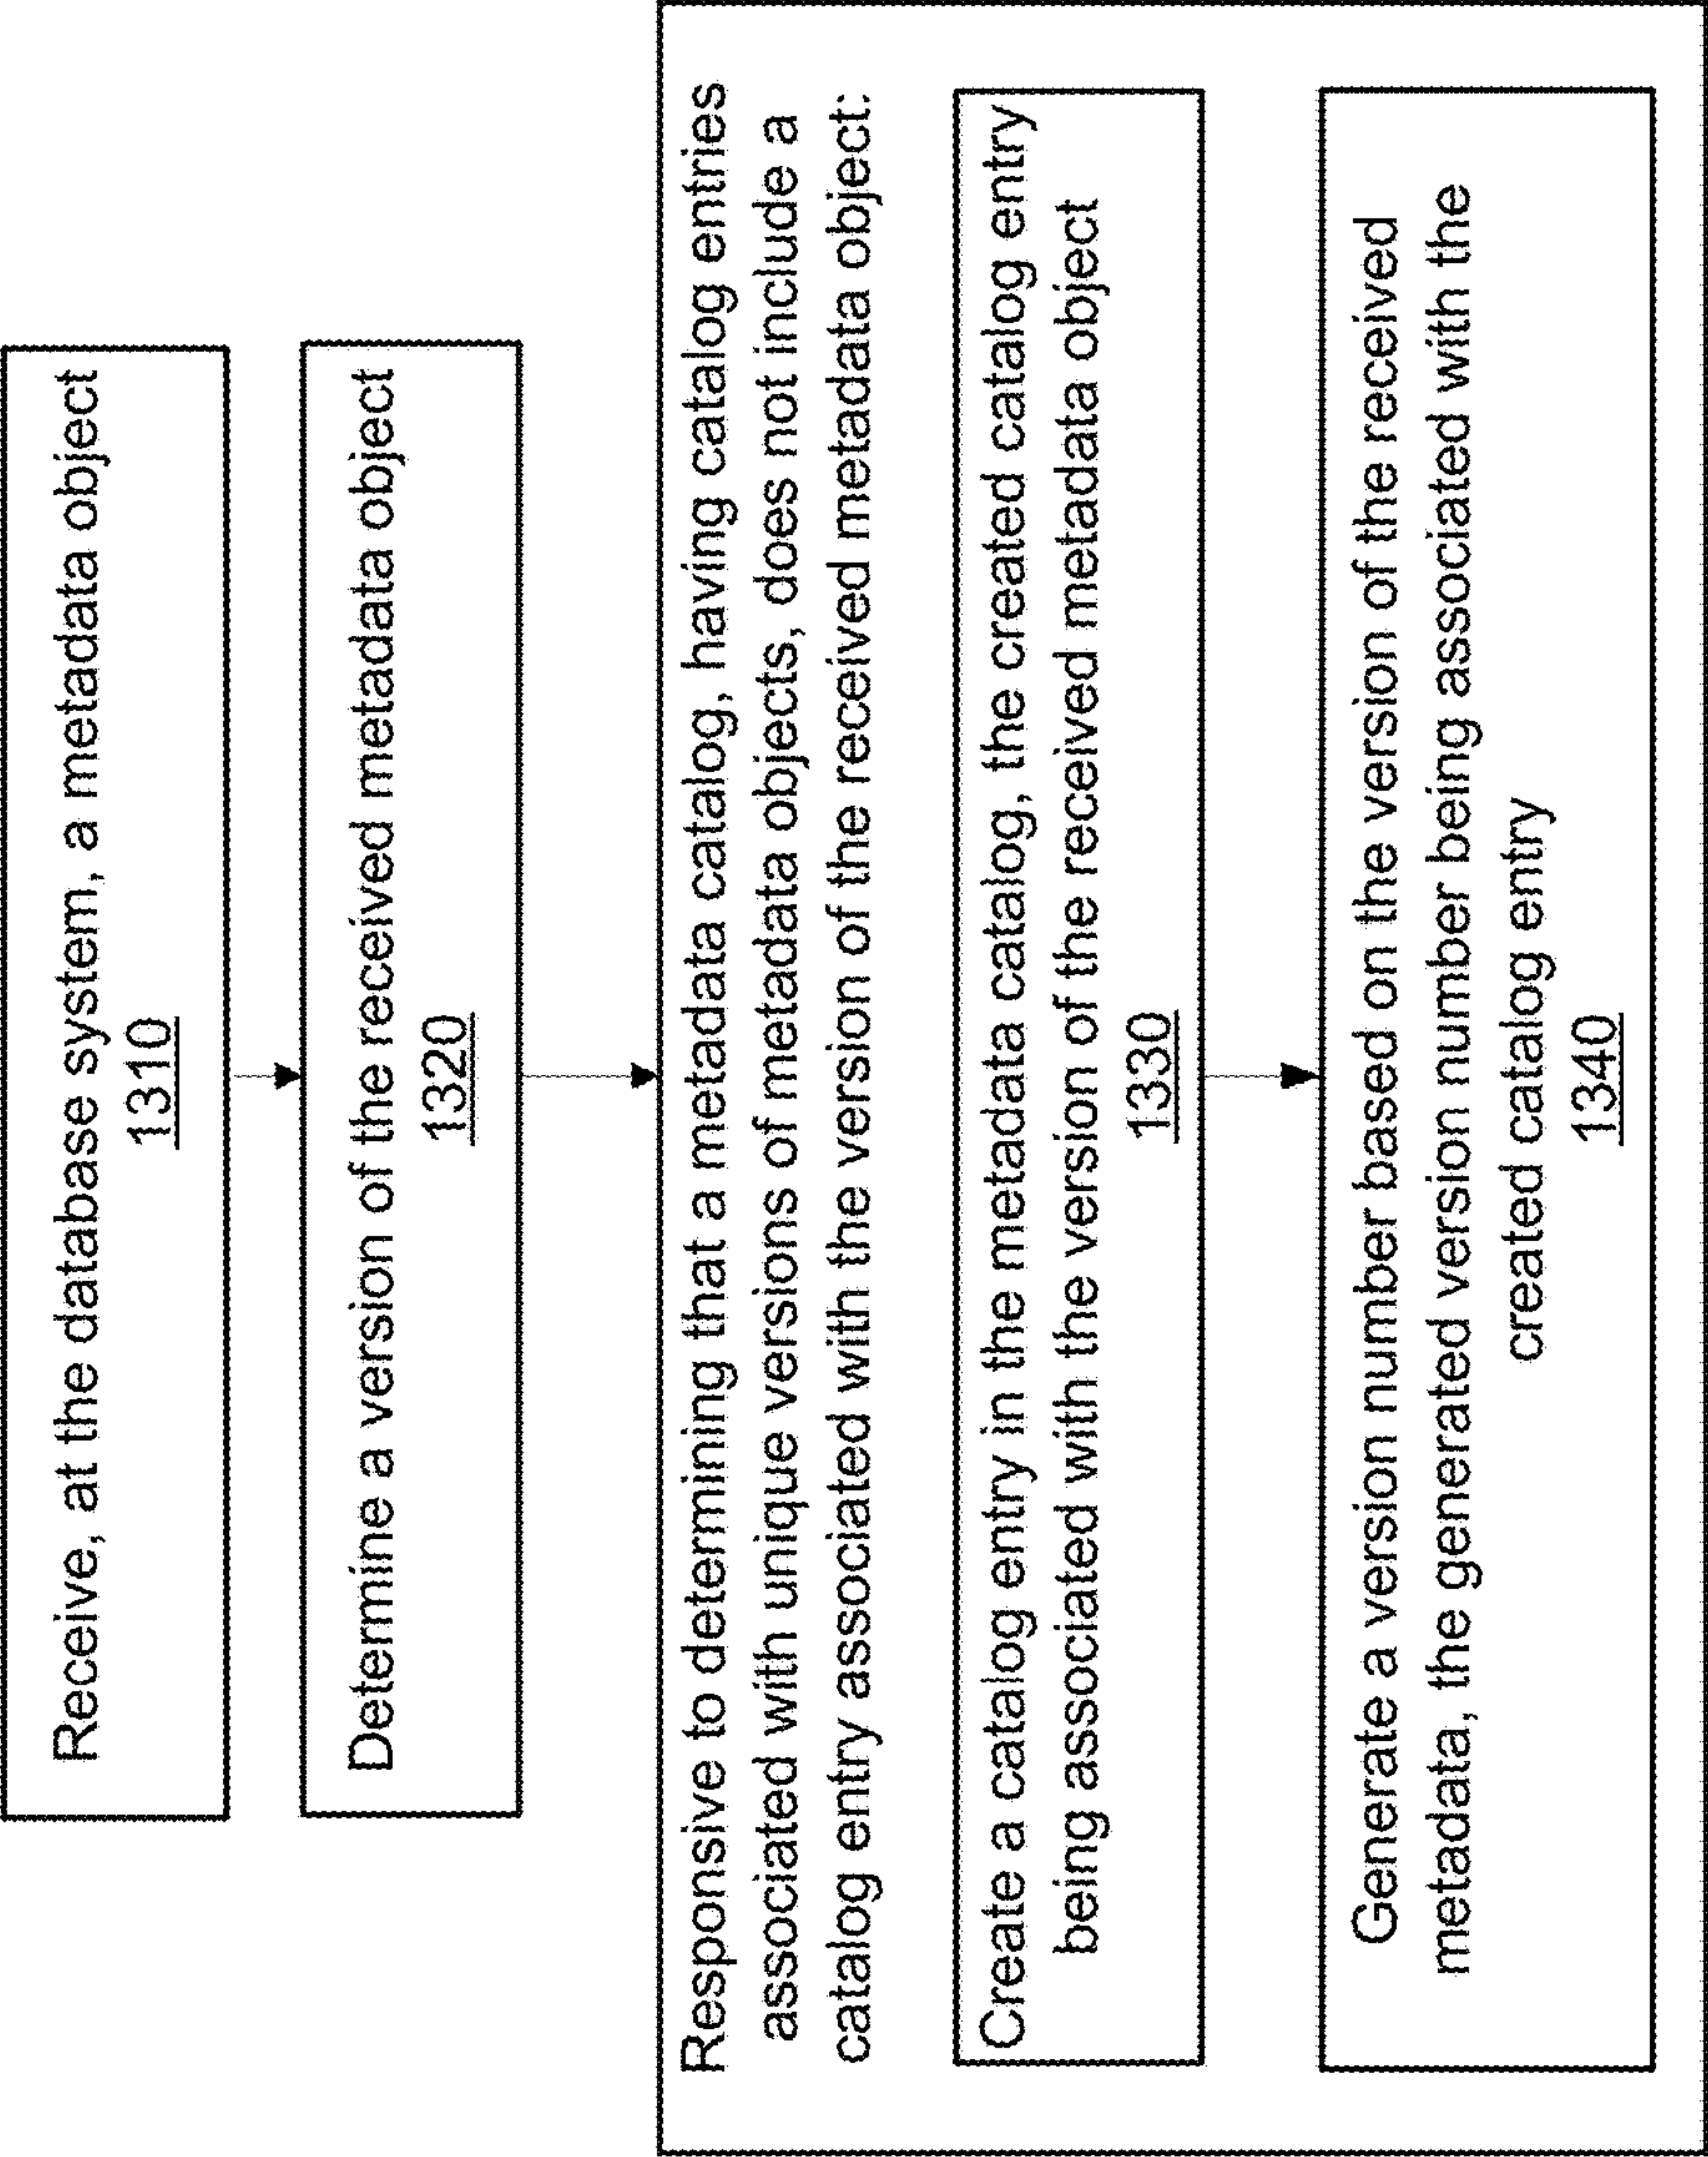 Receive, at the database system, a metadata object
1310
Determine a version of the received metadata object
1320
Responsive to determining that a metadata catalog, having catalog entries
associated with unique versions of metadata objects, does not include a
catalog entry associated with the version of the received metadata object:
Create a catalog entry in the metadata catalog, the created catalog entry
being associated with the version of the received metadata object
1330
Generate a version number based on the version of the received
metadata, the generated version number being associated with the
created catalog entry
1340